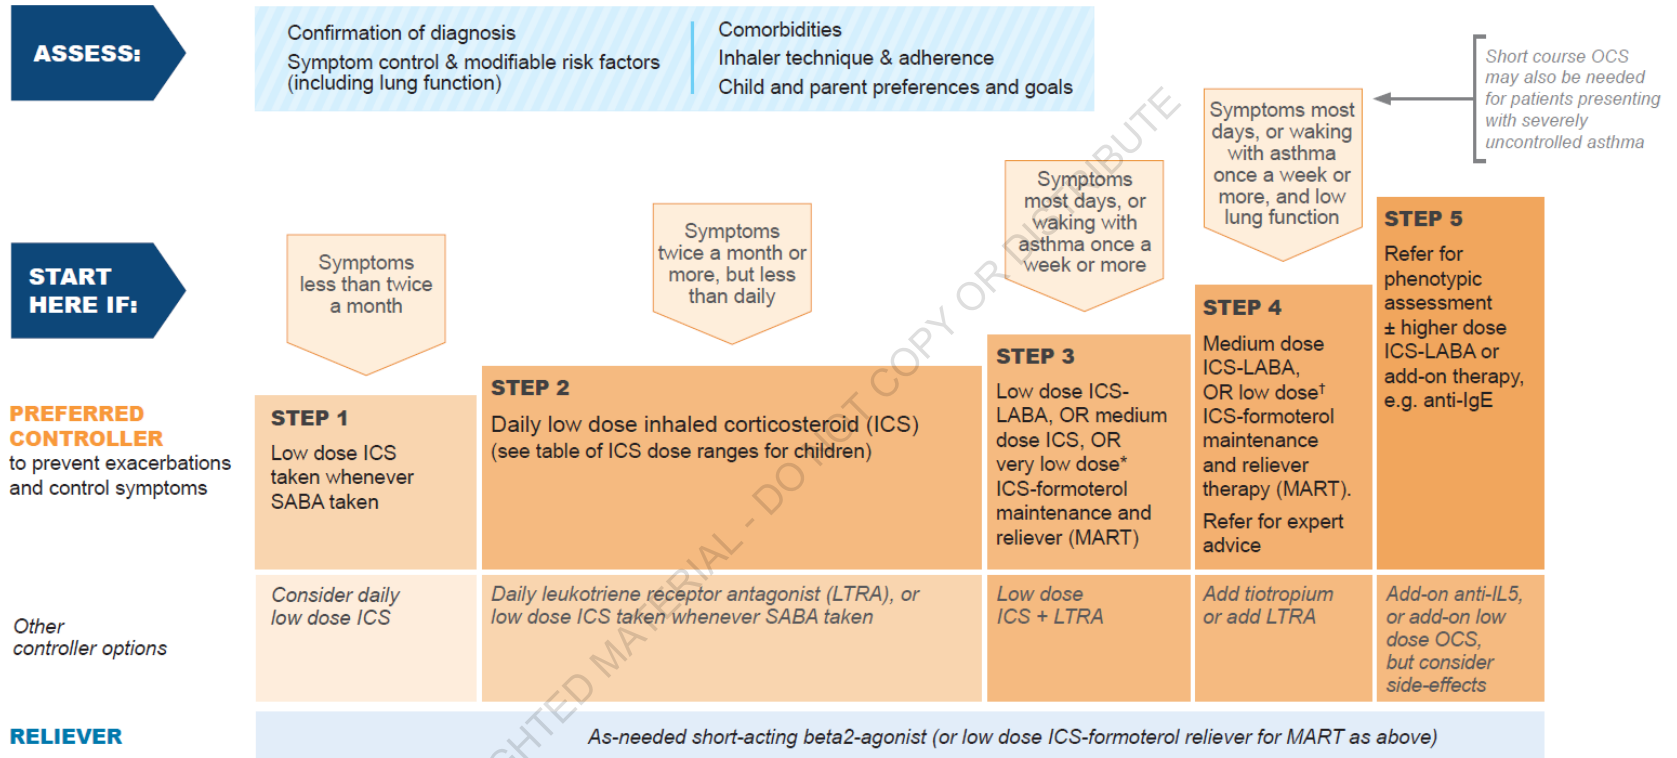 ASSESS:
Confirmation of diagnosis
Symptom control & modifiable risk factors
(including lung function)
Comorbidities
Inhaler technique & adherence
Child and parent preferences and goals
Short course OCS
may also be needed
for patients presenting
with severely
uncontrolled asthma
START
HERE IF:
Symptoms
less than twice
a month
Symptoms
twice a month or
more, but less
than daily
Symptoms
most days, or
waking with
asthma once a
week or more
Symptoms most
days, or waking
with asthma
once a week or
more, and low
lung function
PREFERRED
CONTROLLER
to prevent exacerbations
and control symptoms
STEP 1
Low dose ICS
taken whenever
SABA taken
STEP 2
Daily low dose inhaled corticosteroid (ICS)
(see table of ICS dose ranges for children)
STEP 3
Low dose ICS-
LABA, OR medium
dose ICS, OR
very low dose*
ICS-formoterol
maintenance and
reliever (MART)
STEP 4
Medium dose
ICS-LABA,
OR low dose†
ICS-formoterol
maintenance
and reliever
therapy (MART).
Refer for expert
advice
STEP 5
Refer for
phenotypic
assessment
± higher dose
ICS-LABA or
add-on therapy,
e.g. anti-IgE
Other
controller options
Consider daily
low dose ICS
Daily leukotriene receptor antagonist (LTRA), or
low dose ICS taken whenever SABA taken
Low dose
ICS + LTRA
Add tiotropium
or add LTRA
Add-on anti-IL5,
or add-on low
dose OCS,
but consider
side-effects
RELIEVER
As-needed short-acting beta2-agonist (or low dose ICS-formoterol reliever for MART as above)
GHTED MATERIAL - DO NOT COPY OR DISTRIBUTE